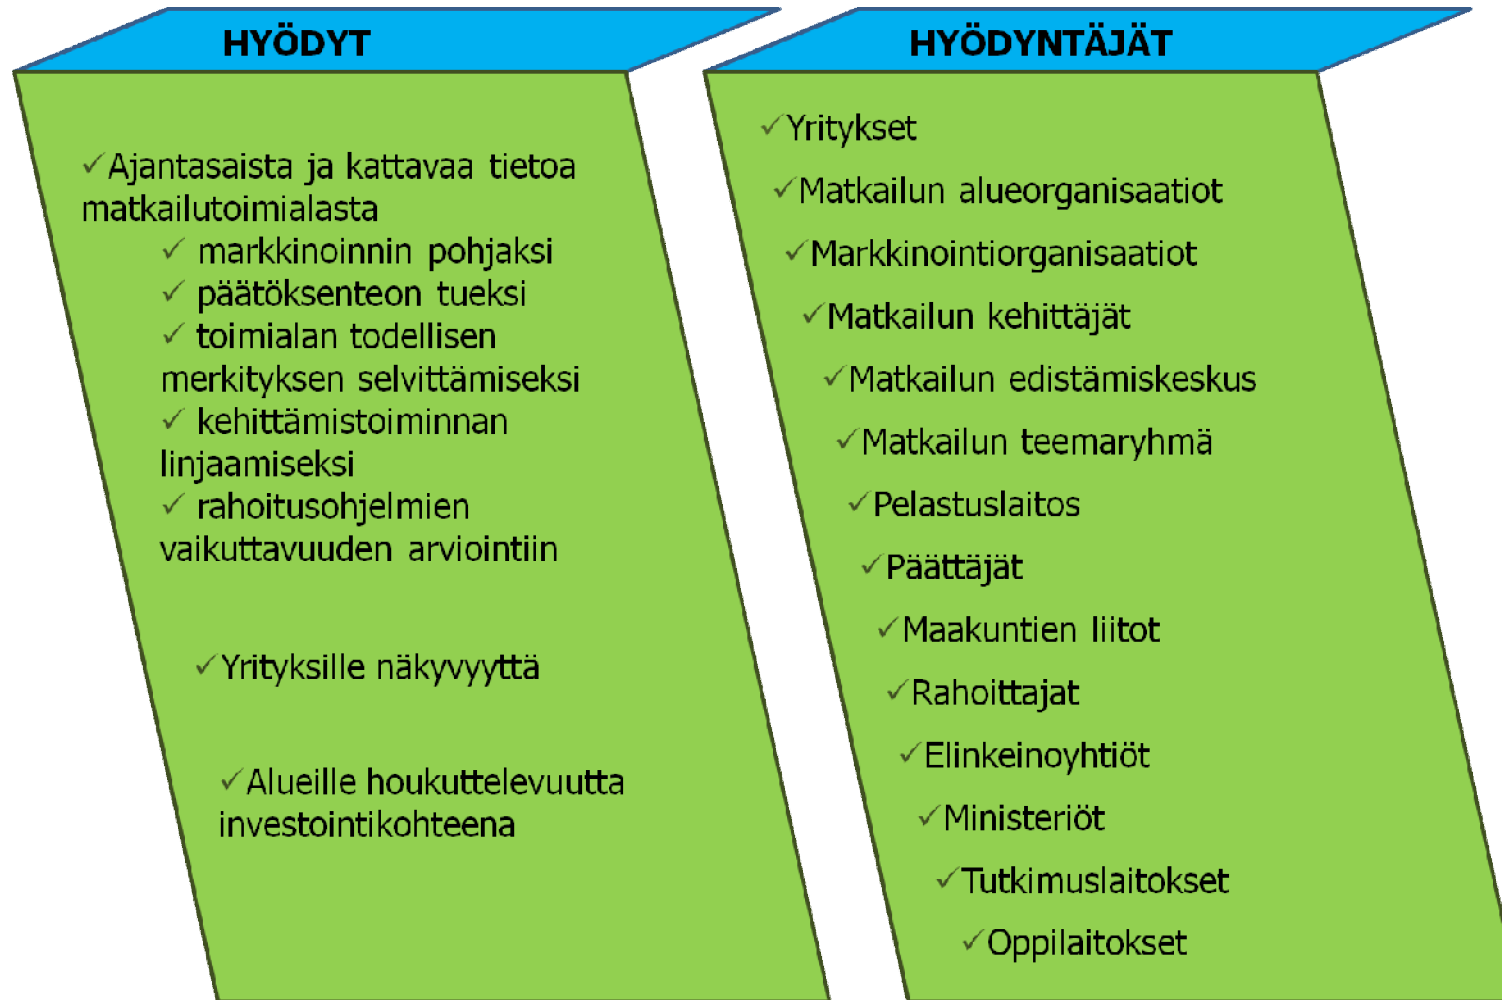 HYÖDYT
✓Ajantasaista ja kattavaa tietoa
matkailutoimialasta
✓ markkinoinnin pohjaksi
✓ päätöksenteon tueksi
✓ toimialan todellisen
merkityksen selvittämiseksi
✓ kehittämistoiminnan
linjaamiseksi
✓ rahoitusohjelmien
vaikuttavuuden arviointiin
✓Yrityksille näkyvyyttä
✓Alueille houkuttelevuutta
investointikohteena
HYÖDYNTÄJÄT
✓Yritykset
✓Matkailun alueorganisaatiot
✓Markkinointiorganisaatiot
✓Matkailun kehittäjät
✓Matkailun edistämiskeskus
✓Matkailun teemaryhmä
✓Pelastuslaitos
✓Päättäjät
✓Maakuntien liitot
✓Rahoittajat
✓Elinkeinoyhtiöt
✓Ministeriöt
✓Tutkimuslaitokset
✓Oppilaitokset